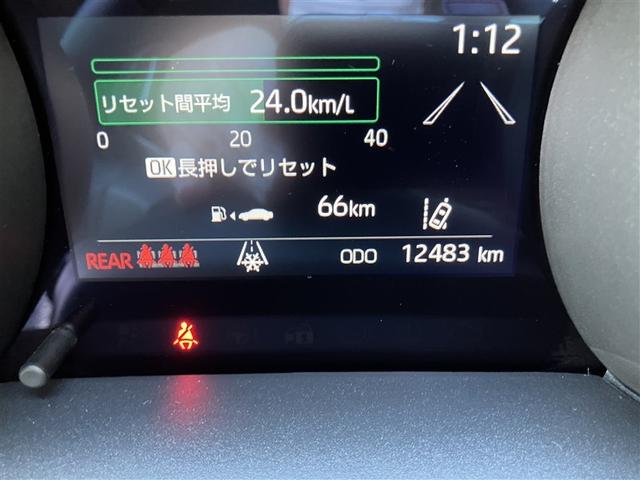 1:12
リセット間平均 24.0km/L
0 20 40
OK長押しでリセット
66km
REAR ODO 12483 km